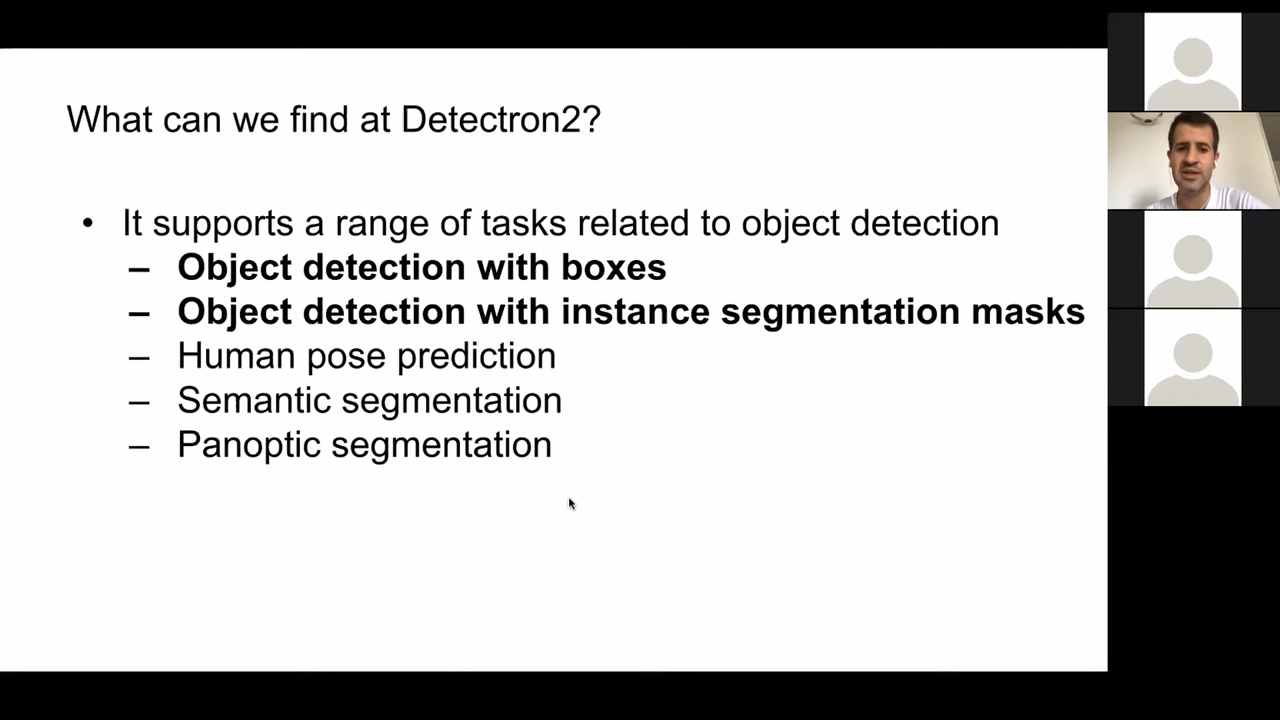 What can we find at Detectron2?
• It supports a range of tasks related to object detection
– Object detection with boxes
– Object detection with instance segmentation masks
– Human pose prediction
– Semantic segmentation
– Panoptic segmentation